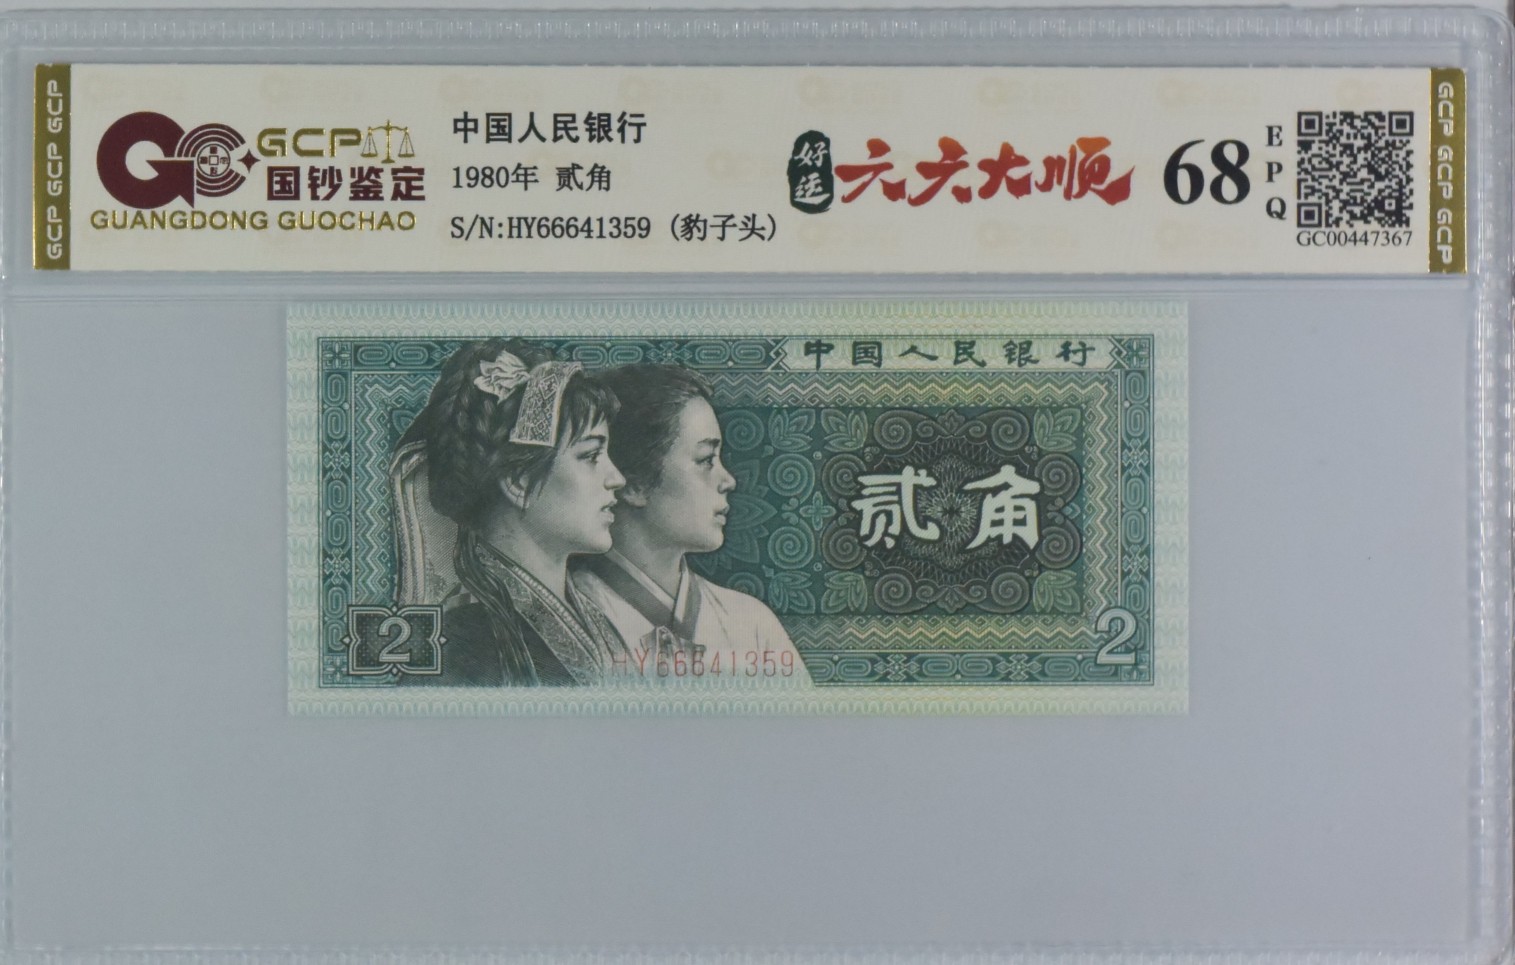 GCP GCP GCP
GCP
国钞鉴定
GUANGDONG GUOCHAO
中国人民银行
1980年 贰角
S/N:HY66641359 (豹子头)
好运
六六大顺
68
EPQ
GC00447367
GCP GCP GCP
中国人民银行
贰角
2
2
HY66641359